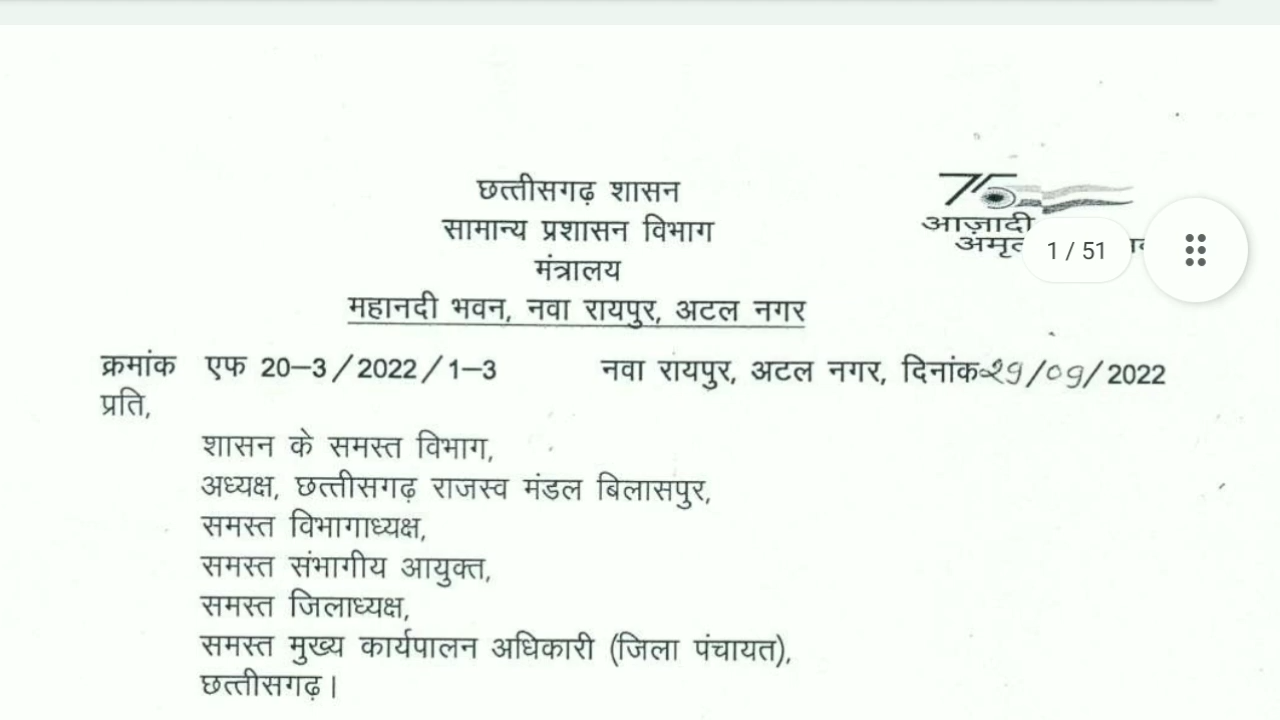 छत्तीसगढ़ शासन
सामान्य प्रशासन विभाग
मंत्रालय
महानदी भवन, नवा रायपुर, अटल नगर
75
आज़ादी
अमृत
1 / 51
क्रमांक एफ 20–3/2022/1–3 नवा रायपुर, अटल नगर, दिनांक 29/09/2022
प्रति,
शासन के समस्त विभाग,
अध्यक्ष, छत्तीसगढ़ राजस्व मंडल बिलासपुर,
समस्त विभागाध्यक्ष,
समस्त संभागीय आयुक्त,
समस्त जिलाध्यक्ष,
समस्त मुख्य कार्यपालन अधिकारी (जिला पंचायत),
छत्तीसगढ़।